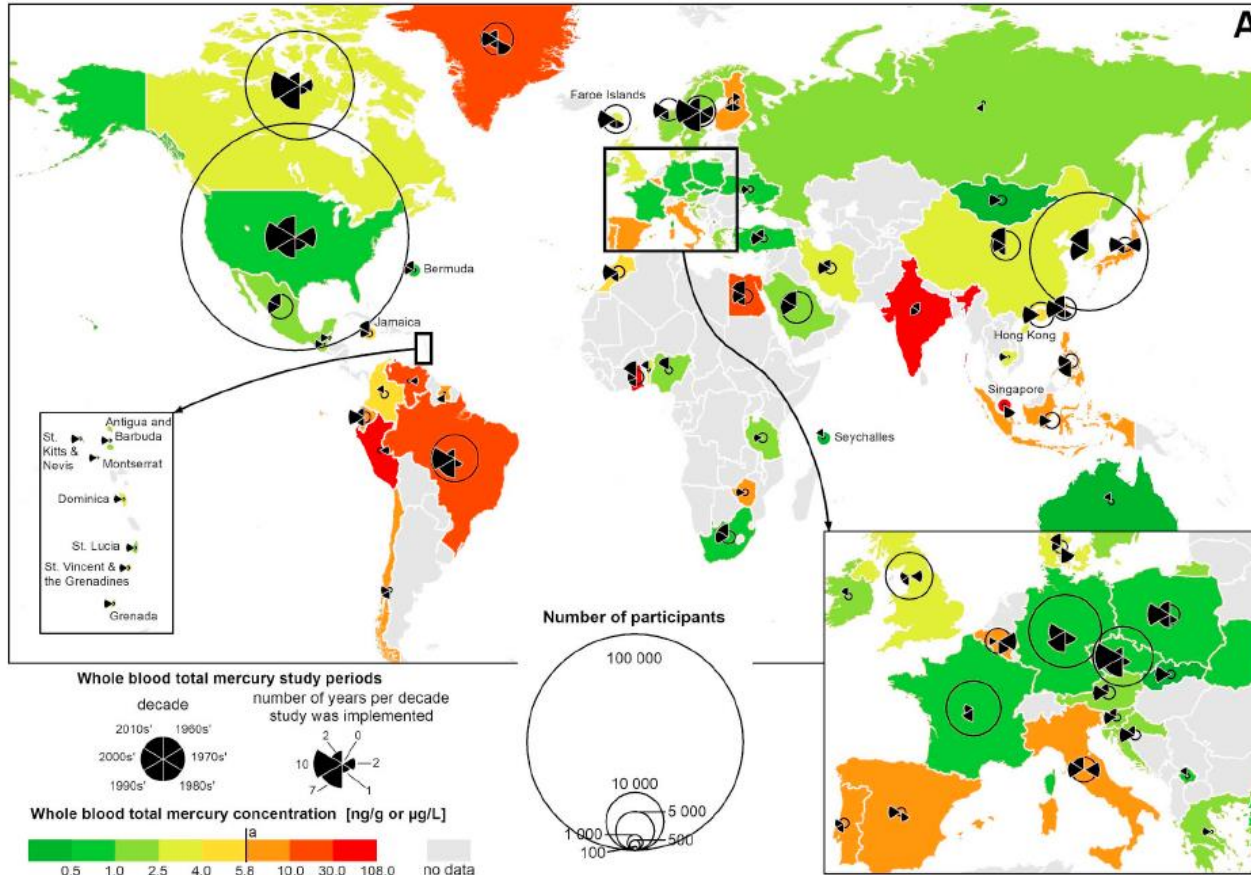 A
Faroe Islands
Bermuda
Jamaica
Hong Kong
Singapore
Seychalles
Antigua and
Barbuda
St.
Kitts &
Nevis
Montserrat
Dominica
St. Lucia
St. Vincent &
the Grenadines
Grenada
Number of participants
100 000
10 000
5 000
1 000
500
100
Whole blood total mercury study periods
decade
number of years per decade
study was implemented
2010s' 1960s'
2000s' 1970s'
1990s' 1980s'
2 0
10 2
7 1
Whole blood total mercury concentration [ng/g or µg/L]
a
0.5 1.0 2.5 4.0 5.8 10.0 30.0 108.0 no data